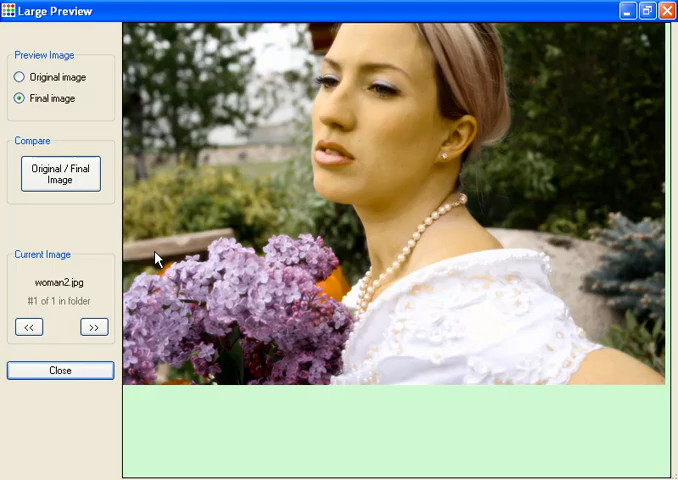 Large Preview
Preview Image
Original image
Final image
Compare
Original / Final
Image
Current Image
woman2.jpg
#1 of 1 in folder
<< >>
Close